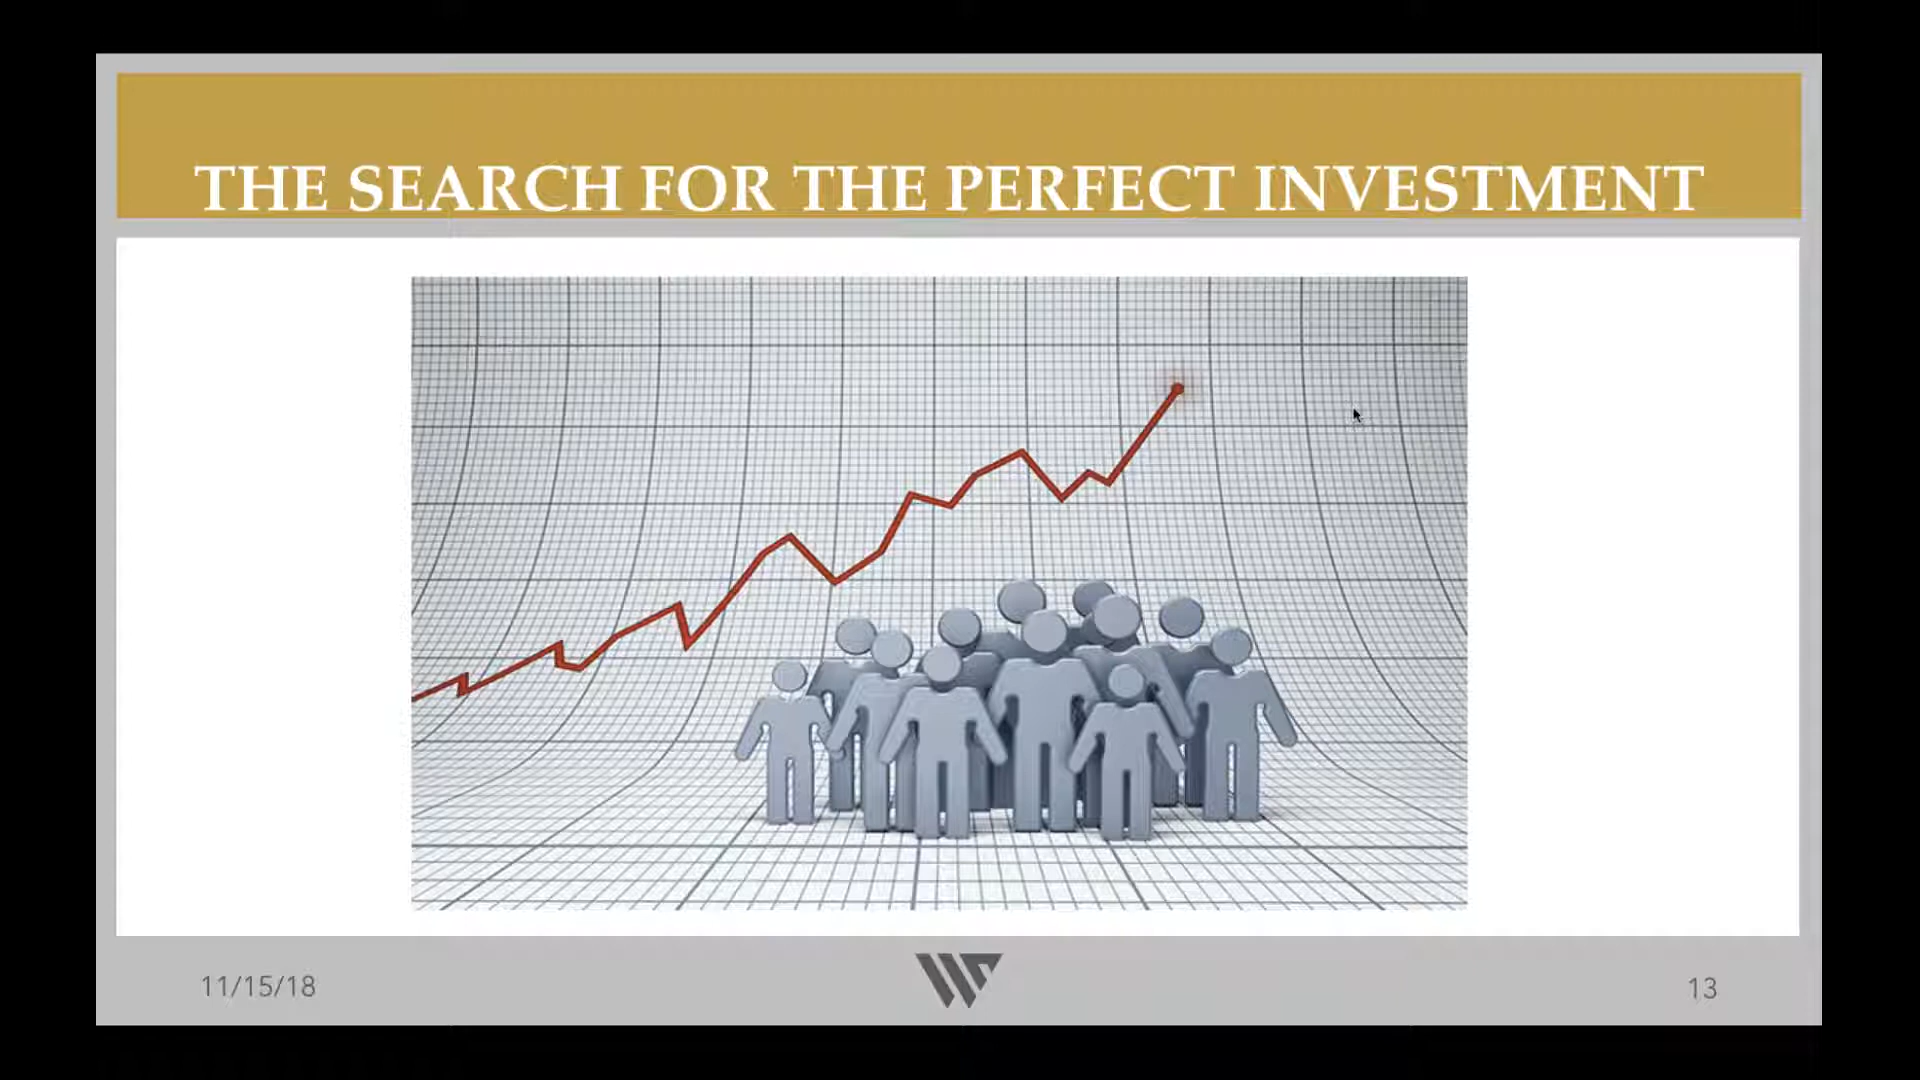 THE SEARCH FOR THE PERFECT INVESTMENT
11/15/18
13